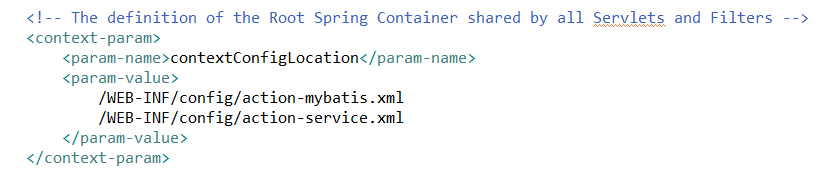 <!-- The definition of the Root Spring Container shared by all Servlets and Filters -->
<context-param>
    <param-name>contextConfigLocation</param-name>
    <param-value>
        /WEB-INF/config/action-mybatis.xml
        /WEB-INF/config/action-service.xml
    </param-value>
</context-param>